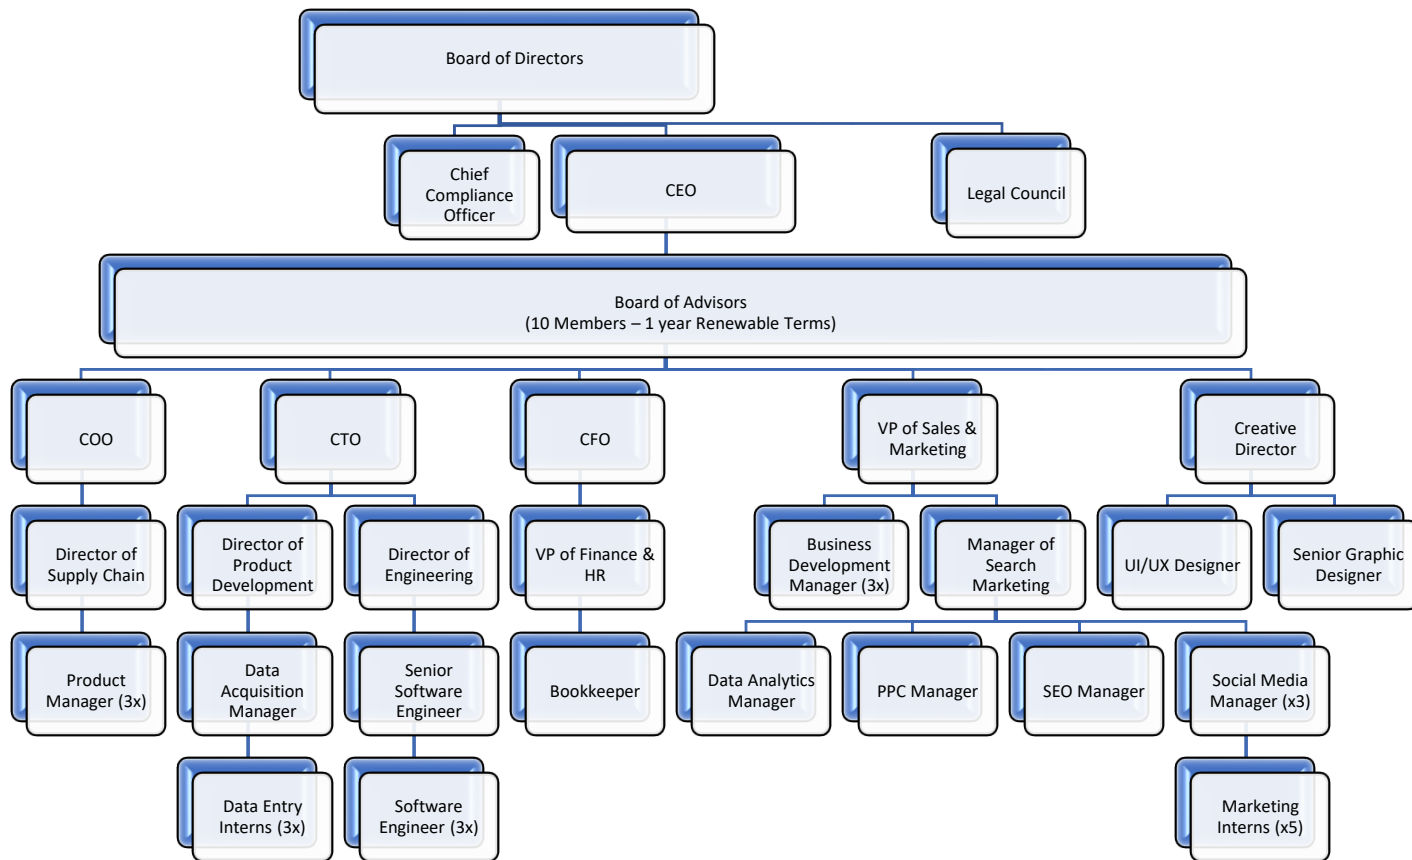 Board of Directors
Chief
Compliance
Officer
CEO
Legal Council
Board of Advisors
(10 Members – 1 year Renewable Terms)
COO
CTO
CFO
VP of Sales &
Marketing
Creative
Director
Director of
Supply Chain
Director of
Product
Development
Director of
Engineering
VP of Finance &
HR
Business
Development
Manager (3x)
Manager of
Search
Marketing
UI/UX Designer
Senior Graphic
Designer
Product
Manager (3x)
Data
Acquisition
Manager
Senior
Software
Engineer
Bookkeeper
Data Analytics
Manager
PPC Manager
SEO Manager
Social Media
Manager (x3)
Data Entry
Interns (3x)
Software
Engineer (3x)
Marketing
Interns (x5)